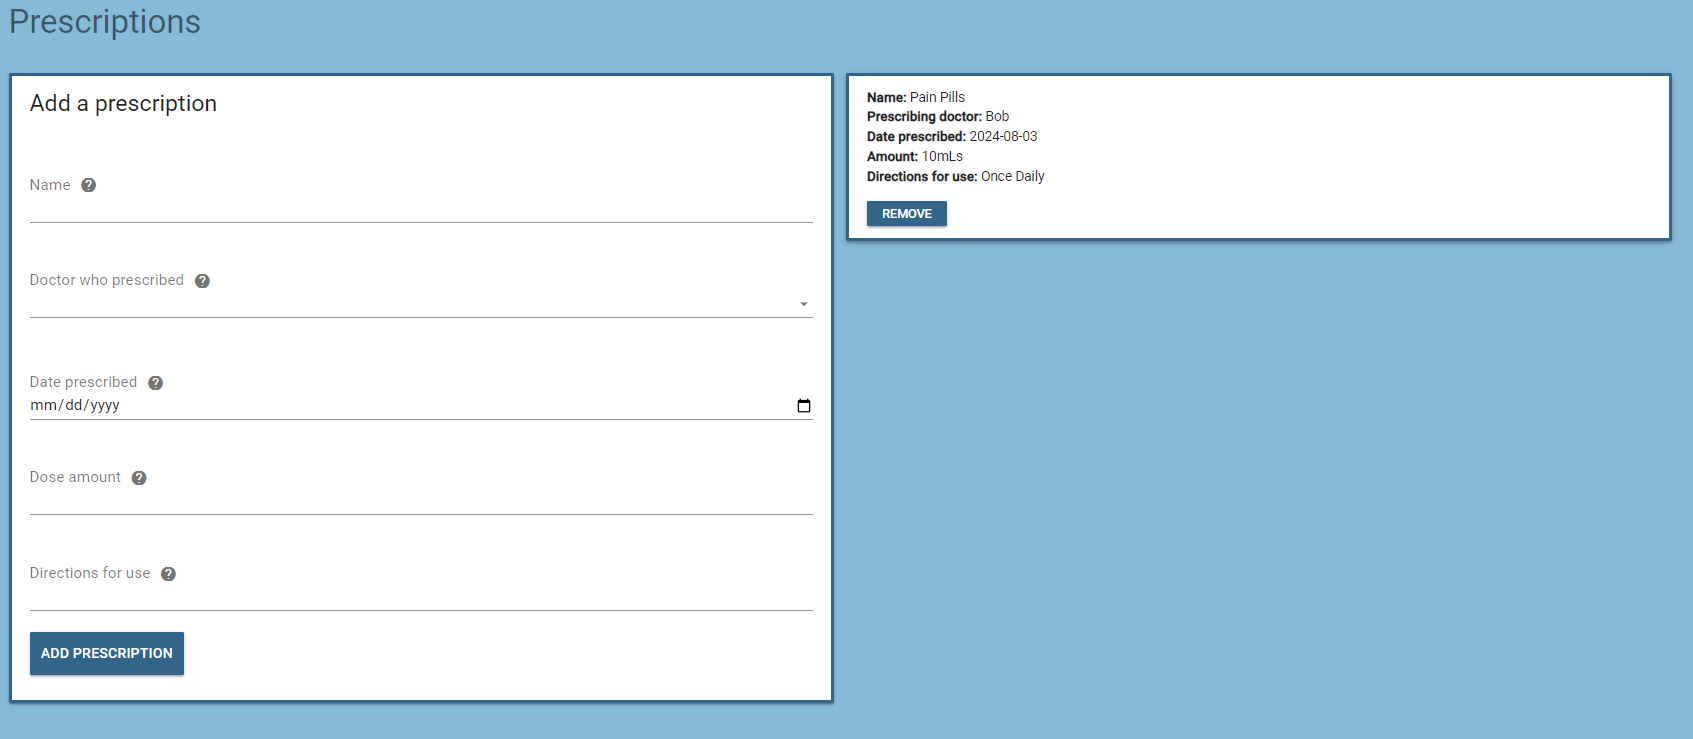 Prescriptions
Add a prescription
Name
Doctor who prescribed
Date prescribed
mm/dd/yyyy
Dose amount
Directions for use
ADD PRESCRIPTION
Name: Pain Pills
Prescribing doctor: Bob
Date prescribed: 2024-08-03
Amount: 10mLs
Directions for use: Once Daily
REMOVE